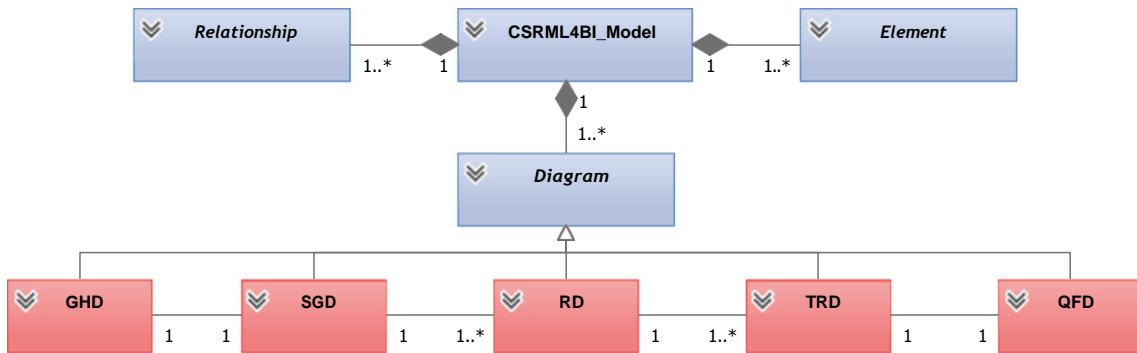 Relationship
CSRML4BI_Model
Element
1..*
1
1
1..*
1
1..*
Diagram
GHD
SGD
RD
TRD
QFD
1
1
1
1..*
1
1..*
1
1